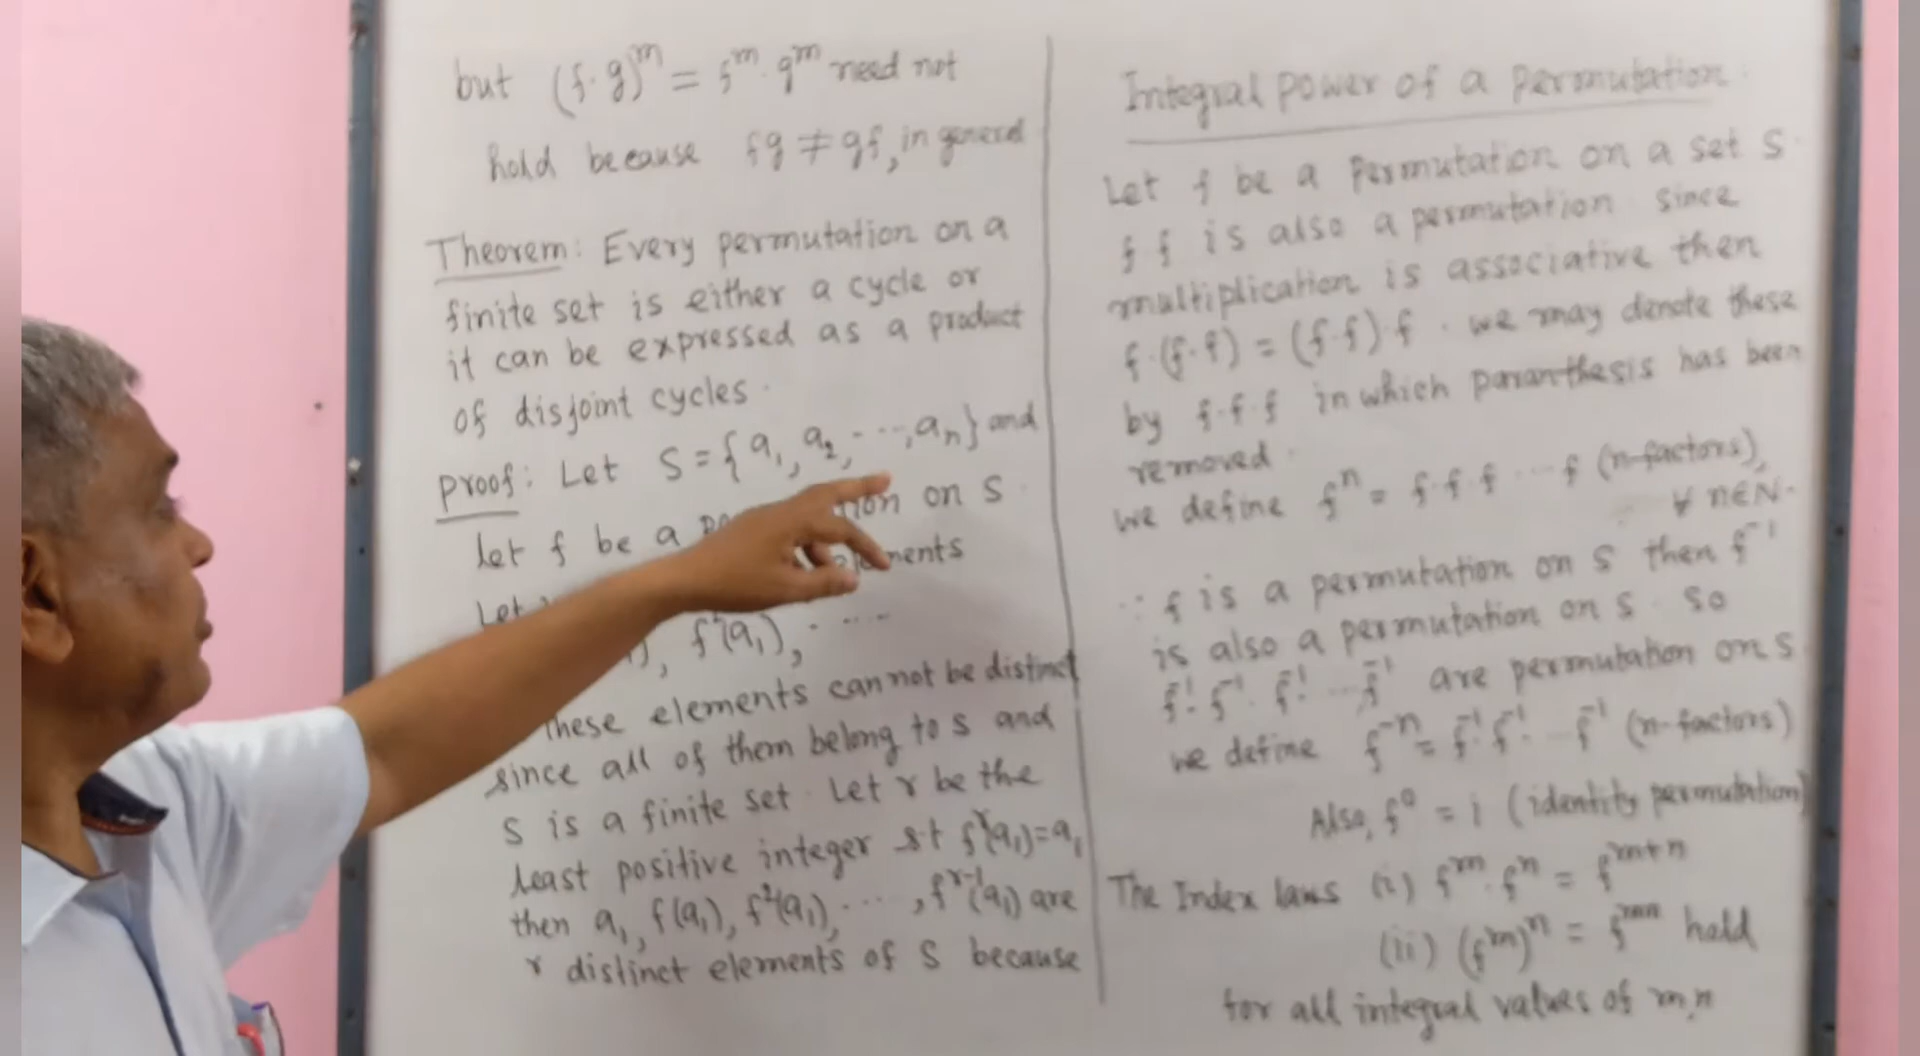 but (f·g)^m = f^m·g^m need not
hold because fg ≠ gf, in general
Theorem: Every permutation on a
finite set is either a cycle or
it can be expressed as a product
of disjoint cycles.
Proof: Let S = {a₁, a₂, ..., aₙ} and
let f be a on S.
Let elements
f²(a₁), ....
These elements cannot be distinct
since all of them belong to S and
S is a finite set. Let r be the
least positive integer s.t f^r(a₁)=a₁
then a₁, f(a₁), f²(a₁), ..., f^{r-1}(a₁) are
r distinct elements of S because
Integral power of a permutation
Let f be a Permutation on a set S.
f f is also a permutation since
multiplication is associative then
f·(f·f) = (f·f)·f. we may denote these
by f·f·f in which paranthesis has been
removed.
we define f^n = f·f·f ... f (n-factors),
∀ n∈N.
∵ f is a permutation on S then f^{-1}
is also a permutation on S. So
f^{-1}·f^{-1}·f^{-1}...f^{-1} are permutation on S
we define f^{-n} = f^{-1}·f^{-1}...f^{-1} (n-factors)
Also, f^0 = i (identity permutation)
The Index laws (i) f^m·f^n = f^{m+n}
(ii) (f^m)^n = f^{mn} hold
for all integral values of m,n